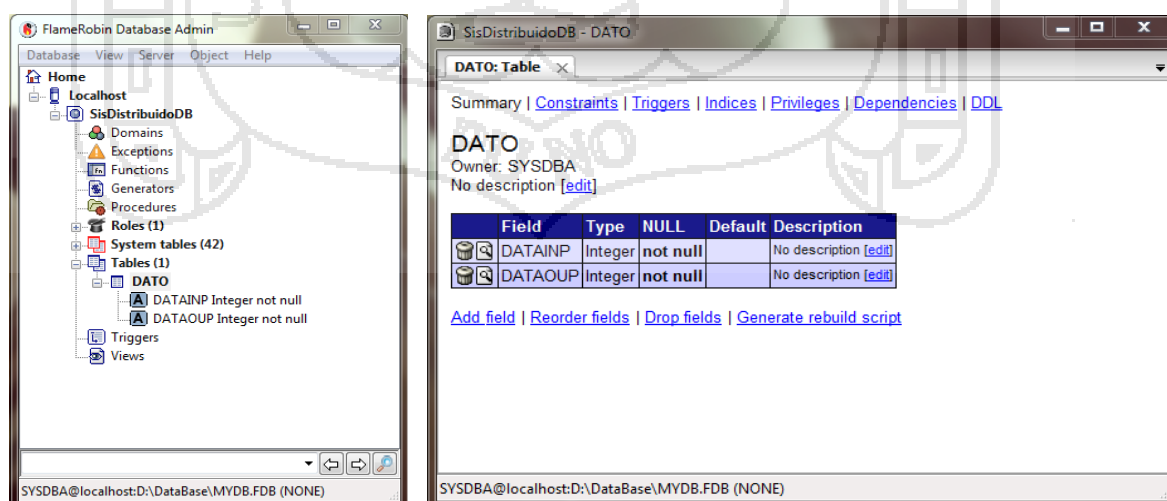 FlameRobin Database Admin
Database View Server Object Help
Home
Localhost
SisDistribuidoDB
Domains
Exceptions
Functions
Generators
Procedures
Roles (1)
System tables (42)
Tables (1)
DATO
DATAINP Integer not null
DATAOUP Integer not null
Triggers
Views
SYSDBA@localhost:D:\DataBase\MYDB.FDB (NONE)
SisDistribuidoDB - DATO
DATO: Table
Summary | Constraints | Triggers | Indices | Privileges | Dependencies | DDL
DATO
Owner: SYSDBA
No description [edit]
Field Type NULL Default Description
DATAINP Integer not null No description [edit]
DATAOUP Integer not null No description [edit]
Add field | Reorder fields | Drop fields | Generate rebuild script
SYSDBA@localhost:D:\DataBase\MYDB.FDB (NONE)